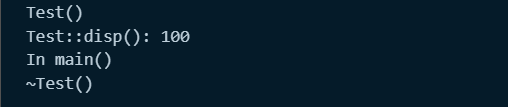 Test()
Test::disp(): 100
In main()
~Test()